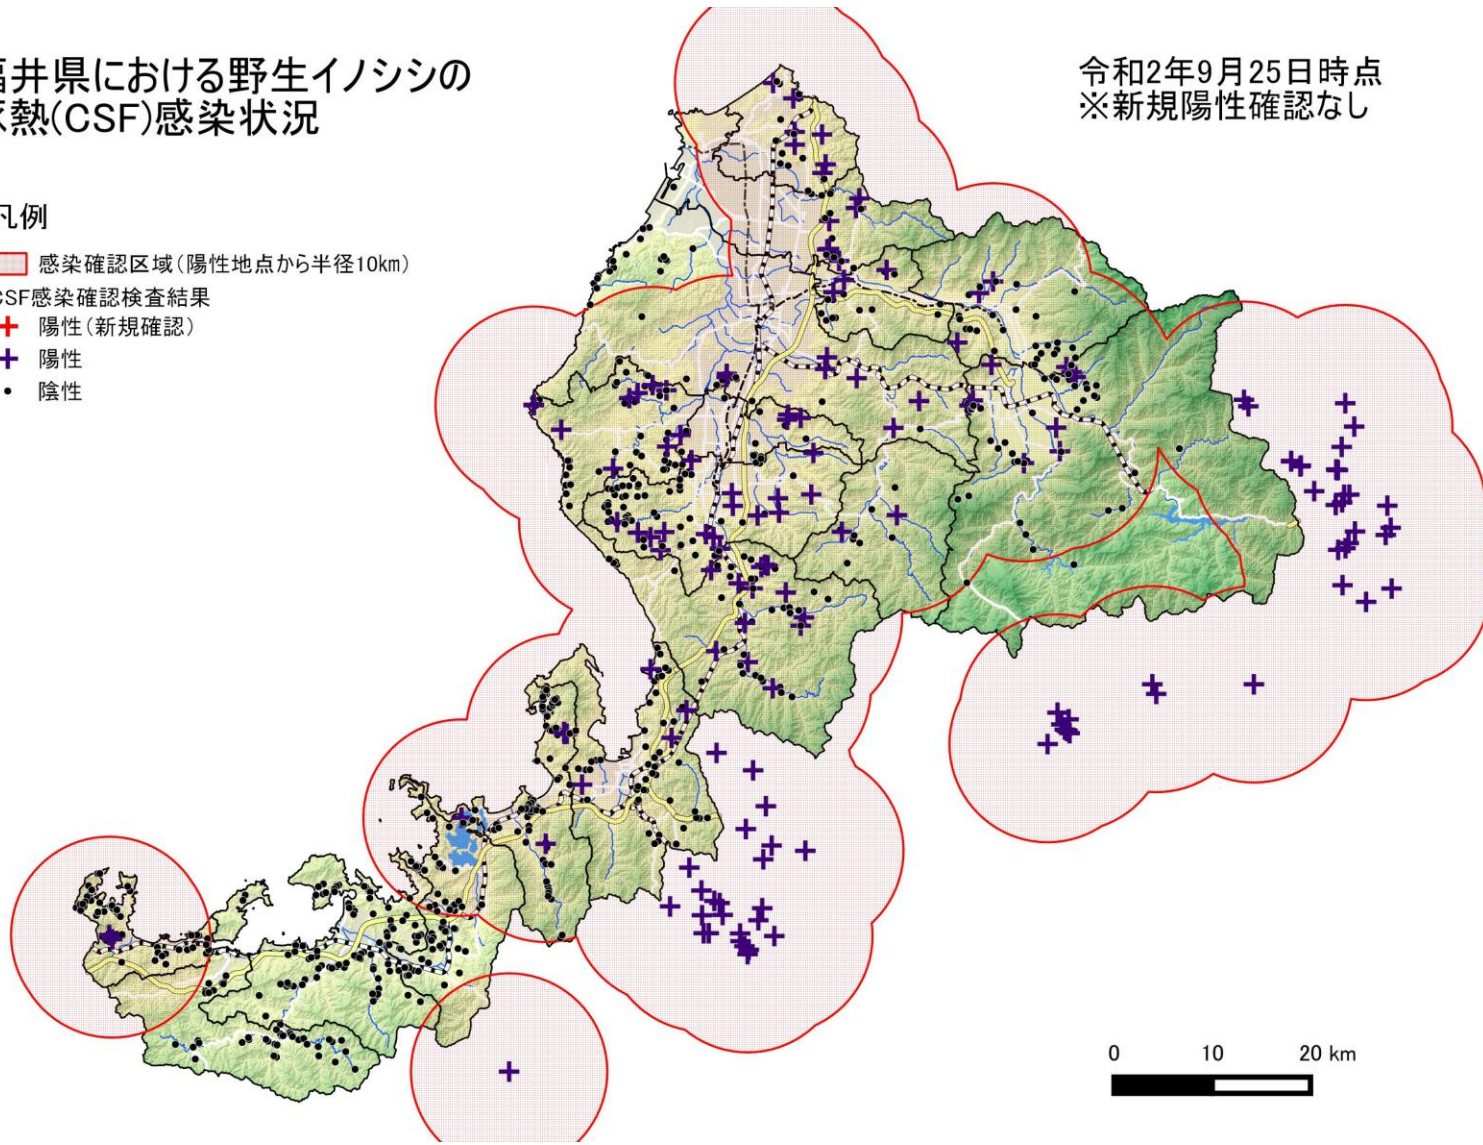 福井県における野生イノシシの
豚熱(CSF)感染状況
令和2年9月25日時点
※新規陽性確認なし
凡例
感染確認区域(陽性地点から半径10km)
CSF感染確認検査結果
陽性(新規確認)
陽性
陰性
0 10 20 km